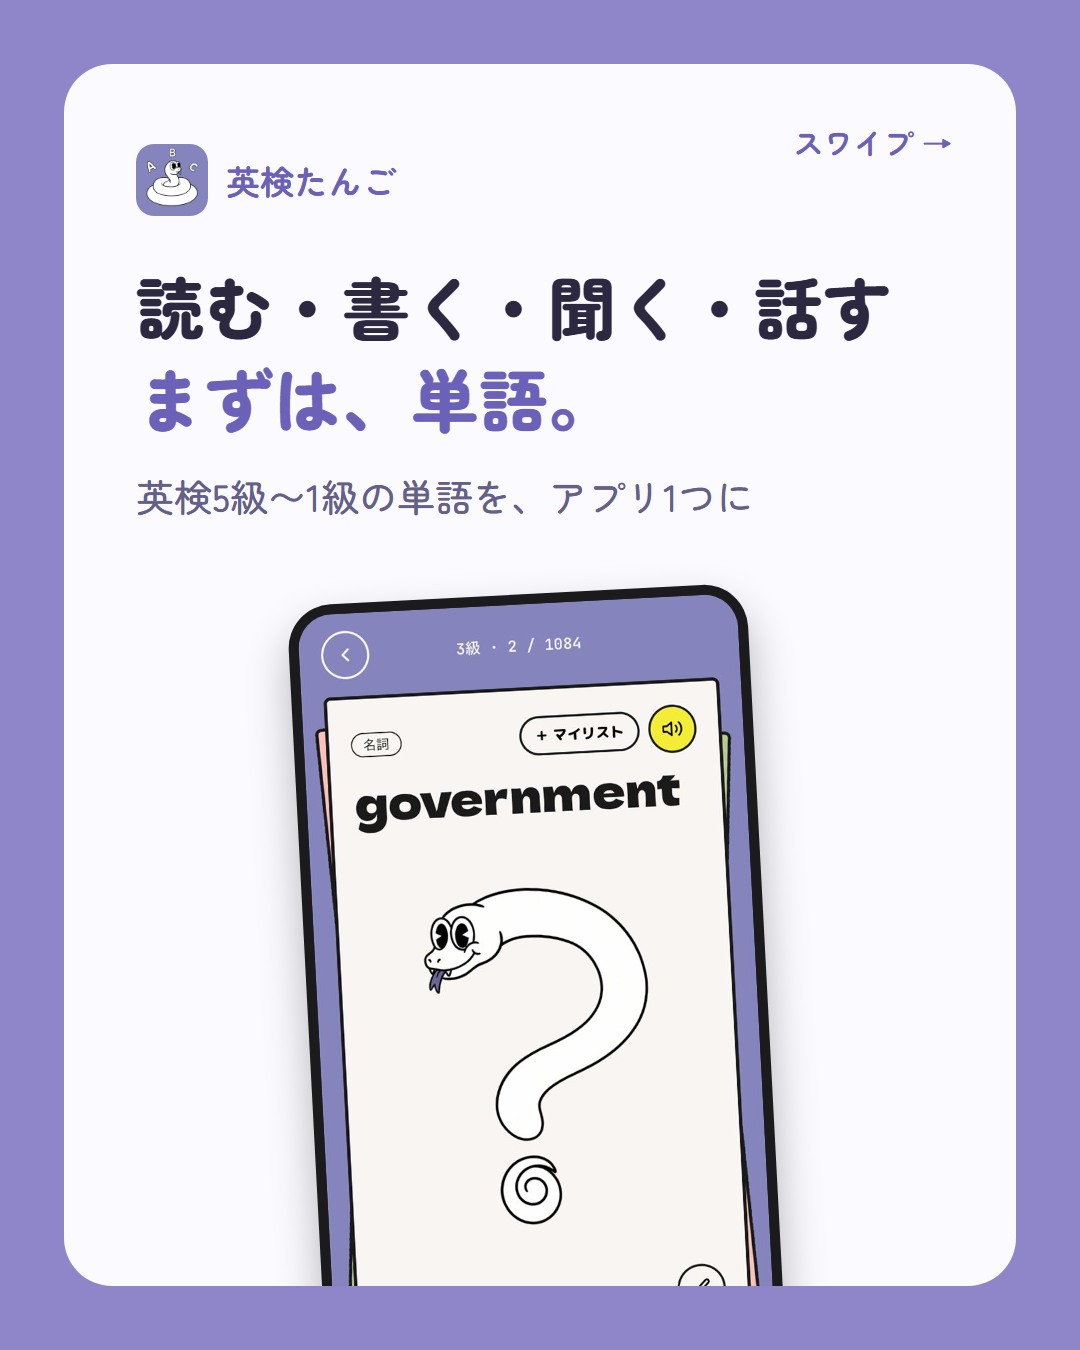 スワイプ →
A B C
英検たんご
読む・書く・聞く・話す
まずは、単語。
英検5級〜1級の単語を、アプリ1つに
3級 · 2 / 1084
名詞
+ マイリスト
government